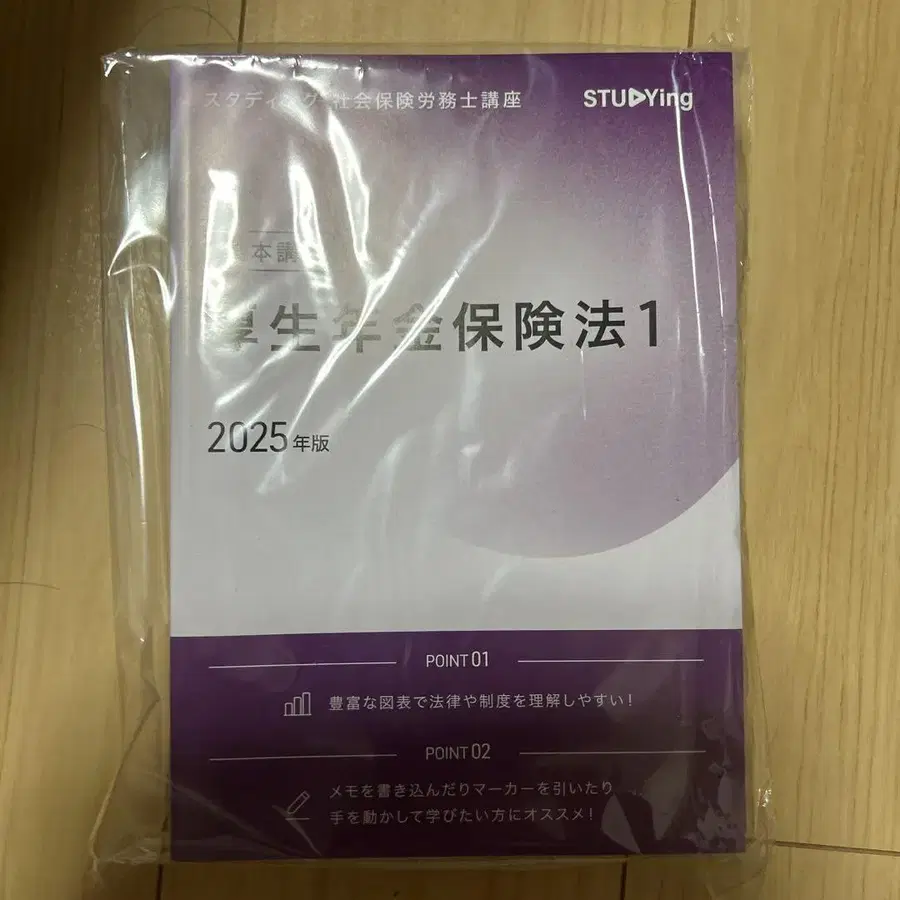 スタディング 社会保険労務士講座
STUDYing
基本講座
厚生年金保険法1
2025年版
POINT 01
豊富な図表で法律や制度を理解しやすい!
POINT 02
メモを書き込んだりマーカーを引いたり
手を動かして学びたい方にオススメ!